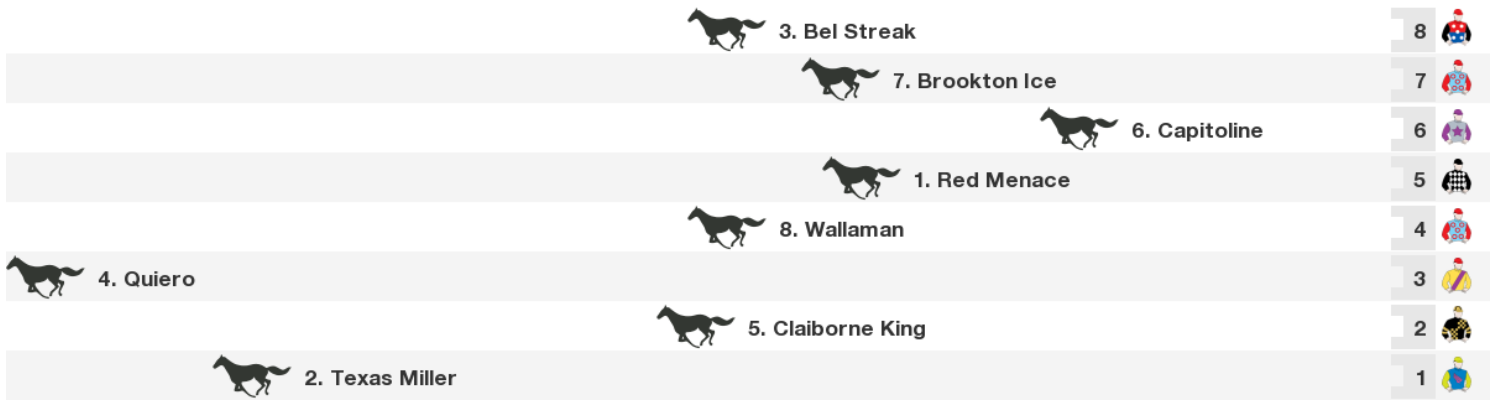 3. Bel Streak 8
7. Brookton Ice 7
6. Capitoline 6
1. Red Menace 5
8. Wallaman 4
4. Quiero 3
5. Claiborne King 2
2. Texas Miller 1